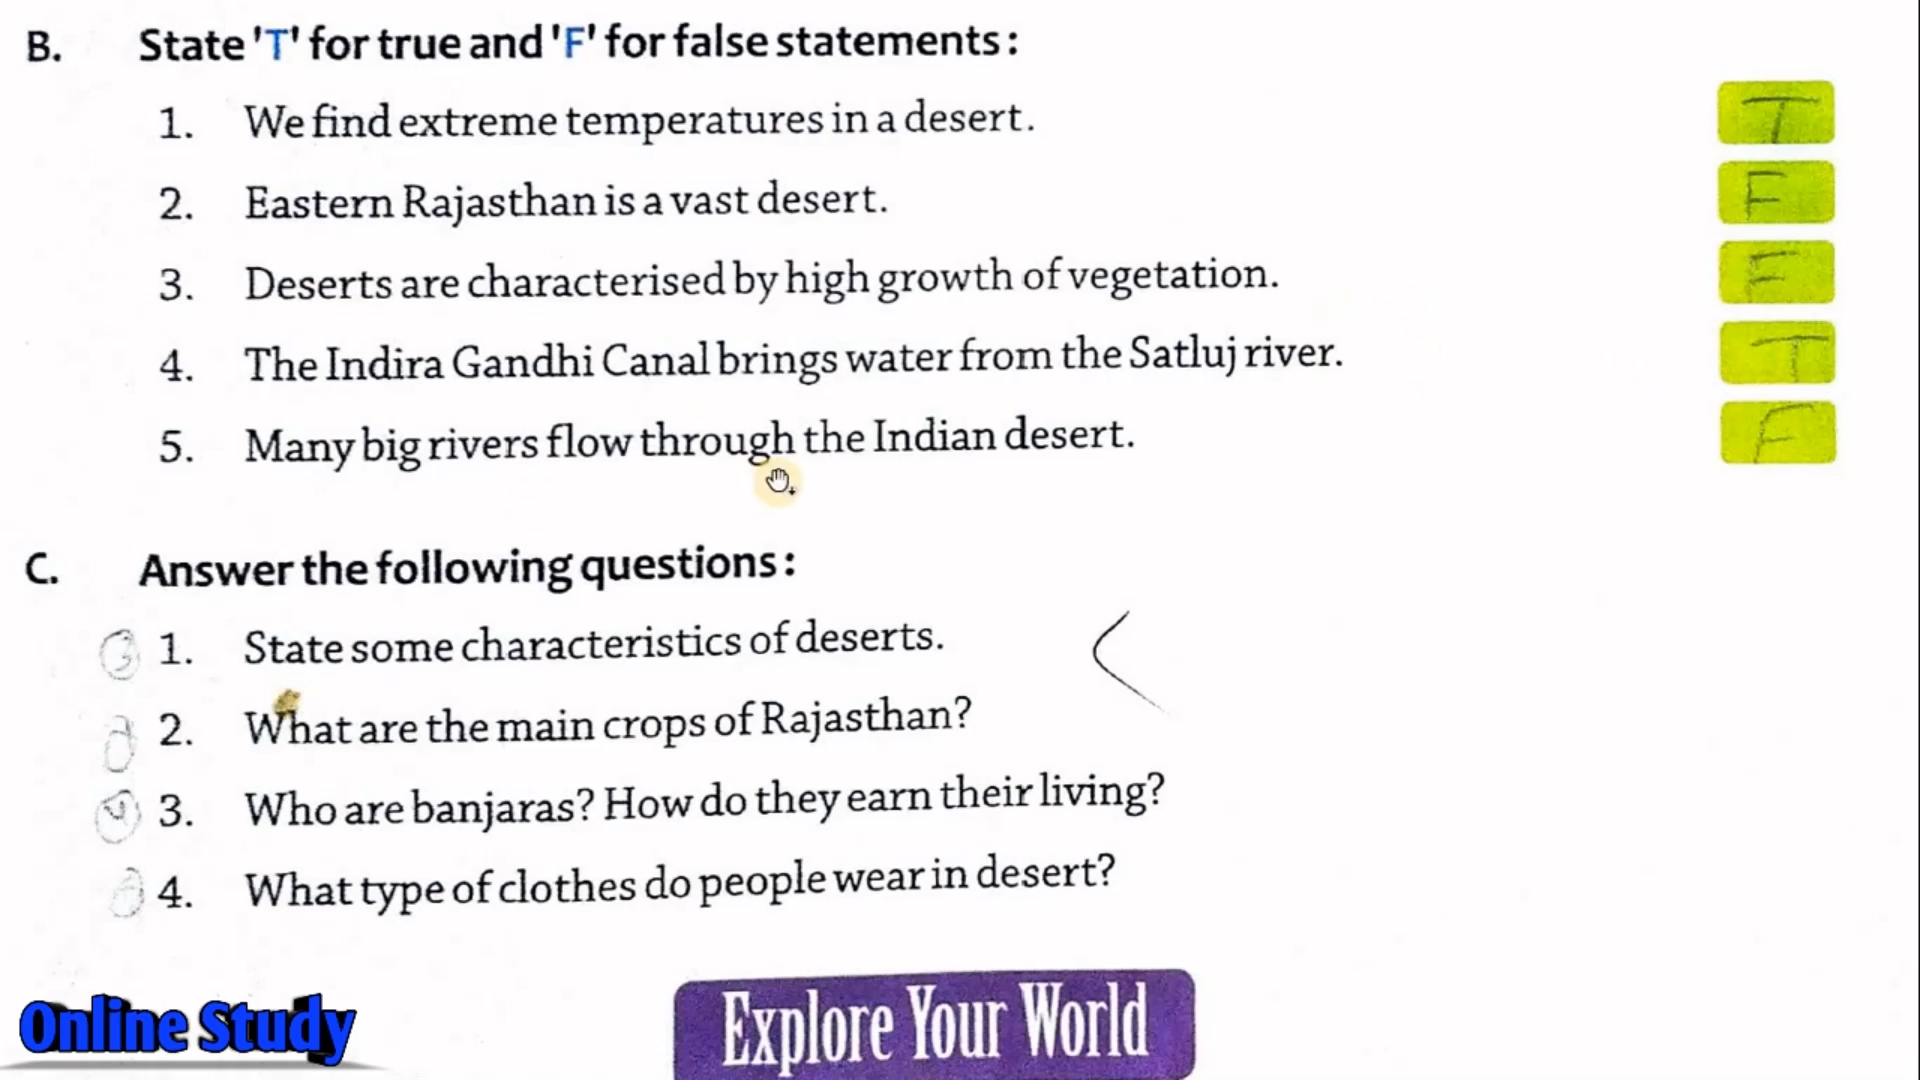 B. State 'T' for true and 'F' for false statements:
1. We find extreme temperatures in a desert. T
2. Eastern Rajasthan is a vast desert. F
3. Deserts are characterised by high growth of vegetation. F
4. The Indira Gandhi Canal brings water from the Satluj river. T
5. Many big rivers flow through the Indian desert. F
C. Answer the following questions:
3 1. State some characteristics of deserts.
2. What are the main crops of Rajasthan?
3. Who are banjaras? How do they earn their living?
4. What type of clothes do people wear in desert?
Explore Your World
Online Study